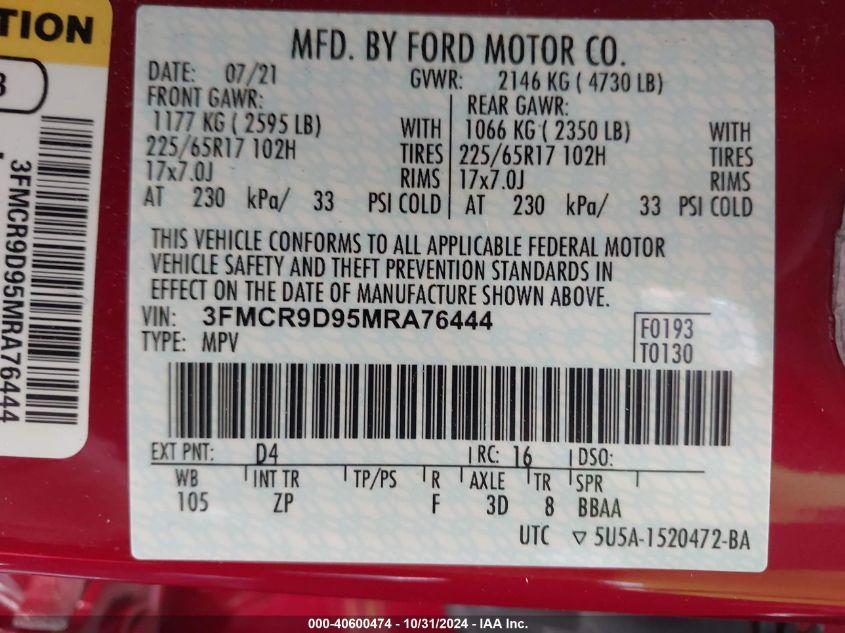 TION
3
3FMCR9D95MRA76444
MFD. BY FORD MOTOR CO.
DATE: 07/21 GVWR: 2146 KG ( 4730 LB)
FRONT GAWR: REAR GAWR:
1177 KG ( 2595 LB) WITH 1066 KG ( 2350 LB) WITH
225/65R17 102H TIRES 225/65R17 102H TIRES
17x7.0J RIMS 17x7.0J RIMS
AT 230 kPa/ 33 PSI COLD AT 230 kPa/ 33 PSI COLD
THIS VEHICLE CONFORMS TO ALL APPLICABLE FEDERAL MOTOR
VEHICLE SAFETY AND THEFT PREVENTION STANDARDS IN
EFFECT ON THE DATE OF MANUFACTURE SHOWN ABOVE.
VIN: 3FMCR9D95MRA76444 F0193
TYPE: MPV T0130
EXT PNT: D4 RC: 16 DSO:
WB INT TR TP/PS R AXLE TR SPR
105 ZP F 3D 8 BBAA
UTC ▽ 5U5A-1520472-BA
000-40600474 - 10/31/2024 - IAA Inc.